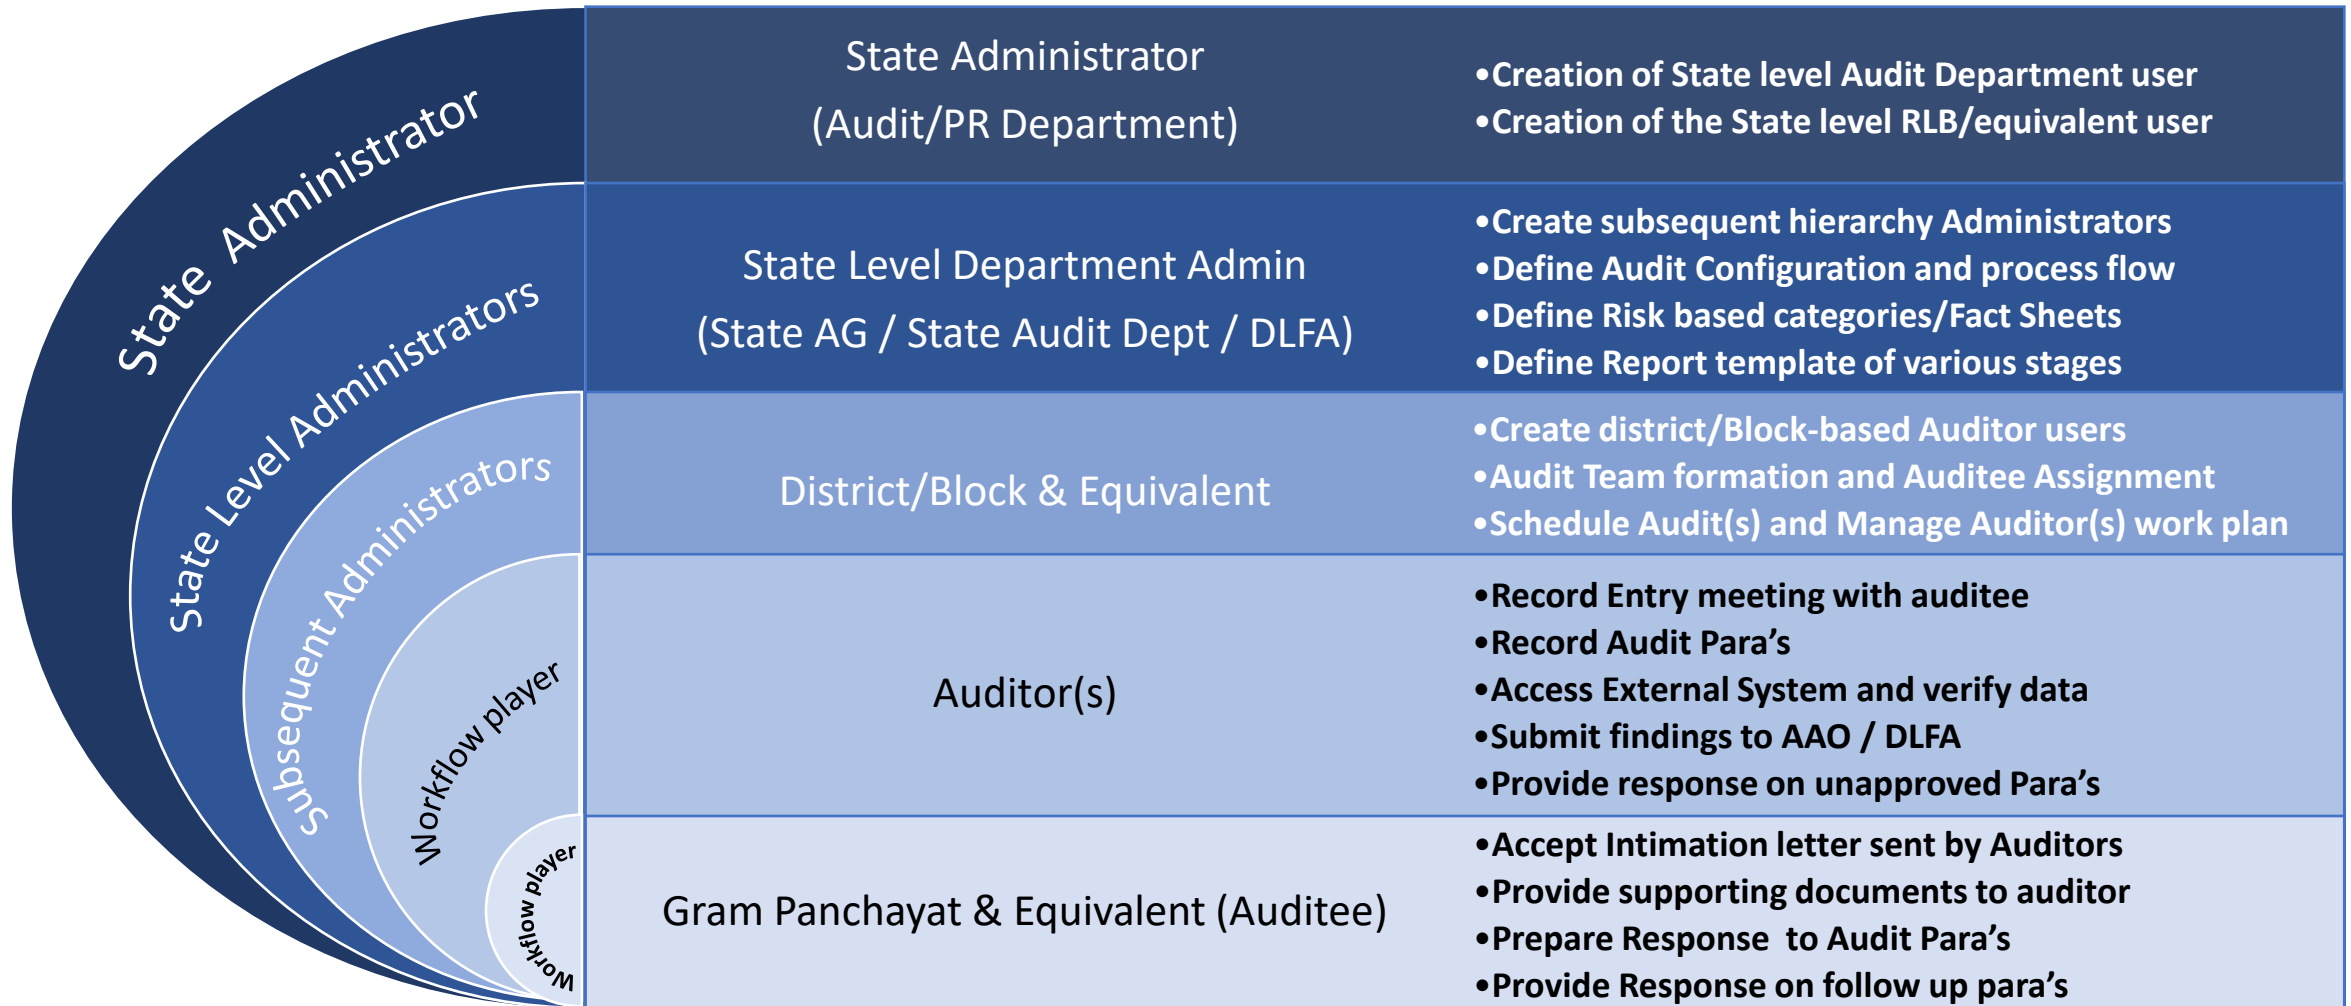 State Administrator
State Level Administrators
Subsequent Administrators
Workflow player
Workflow player
State Administrator
(Audit/PR Department)
•Creation of State level Audit Department user
•Creation of the State level RLB/equivalent user
State Level Department Admin
(State AG / State Audit Dept / DLFA)
•Create subsequent hierarchy Administrators
•Define Audit Configuration and process flow
•Define Risk based categories/Fact Sheets
•Define Report template of various stages
District/Block & Equivalent
•Create district/Block-based Auditor users
•Audit Team formation and Auditee Assignment
•Schedule Audit(s) and Manage Auditor(s) work plan
Auditor(s)
•Record Entry meeting with auditee
•Record Audit Para’s
•Access External System and verify data
•Submit findings to AAO / DLFA
•Provide response on unapproved Para’s
Gram Panchayat & Equivalent (Auditee)
•Accept Intimation letter sent by Auditors
•Provide supporting documents to auditor
•Prepare Response  to Audit Para’s
•Provide Response on follow up para’s